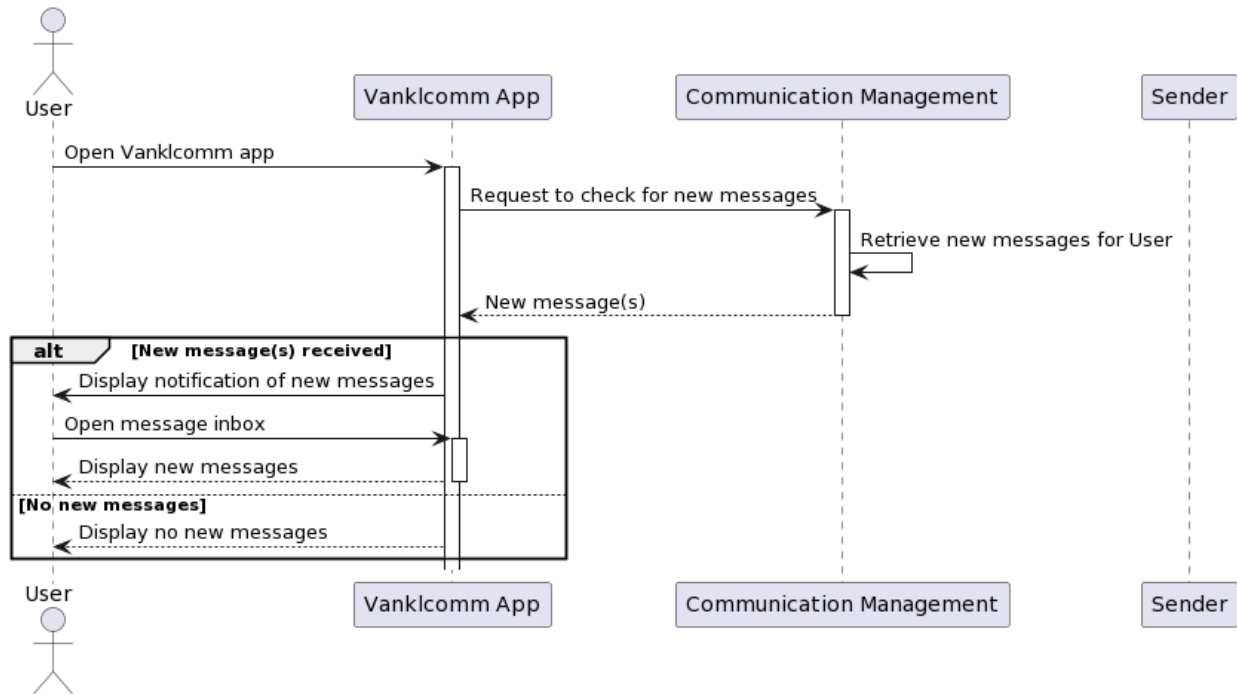 User
Vanklcomm App
Communication Management
Sender
Open Vanklcomm app
Request to check for new messages
Retrieve new messages for User
New message(s)
alt
[New message(s) received]
Display notification of new messages
Open message inbox
Display new messages
[No new messages]
Display no new messages
User
Vanklcomm App
Communication Management
Sender